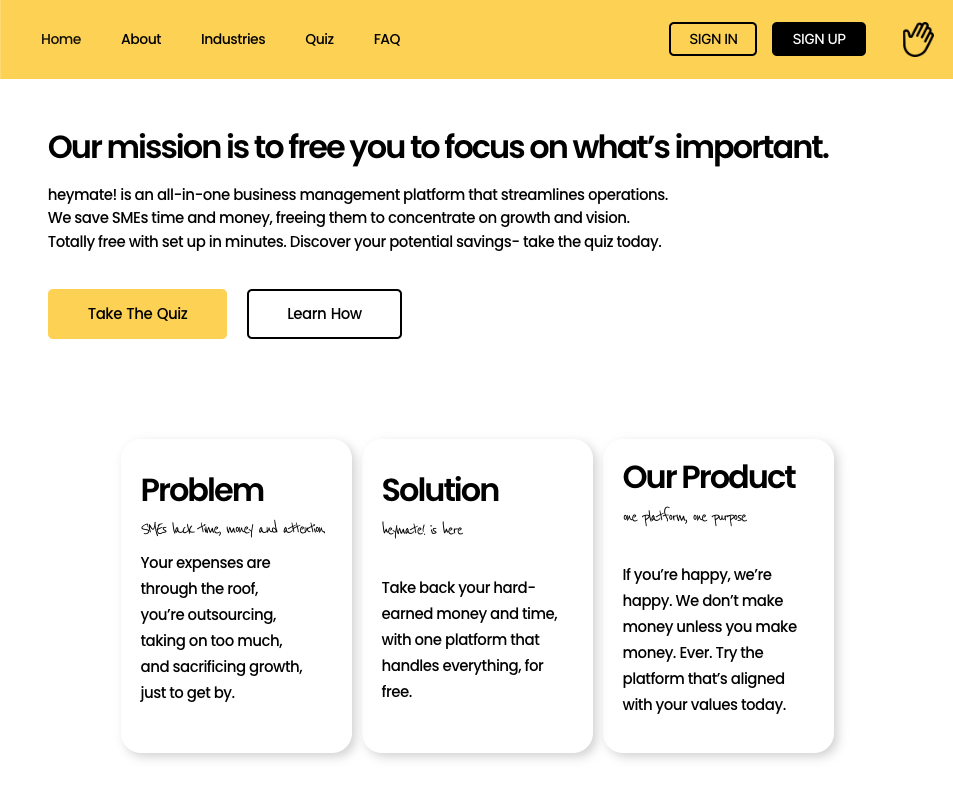 Home About Industries Quiz FAQ SIGN IN SIGN UP
Our mission is to free you to focus on what’s important.
heymate! is an all-in-one business management platform that streamlines operations.
We save SMEs time and money, freeing them to concentrate on growth and vision.
Totally free with set up in minutes. Discover your potential savings- take the quiz today.
Take The Quiz Learn How
Problem
SMEs lack time, money and attention
Your expenses are
through the roof,
you’re outsourcing,
taking on too much,
and sacrificing growth,
just to get by.
Solution
heymate! is here
Take back your hard-
earned money and time,
with one platform that
handles everything, for
free.
Our Product
one platform, one purpose
If you’re happy, we’re
happy. We don’t make
money unless you make
money. Ever. Try the
platform that’s aligned
with your values today.